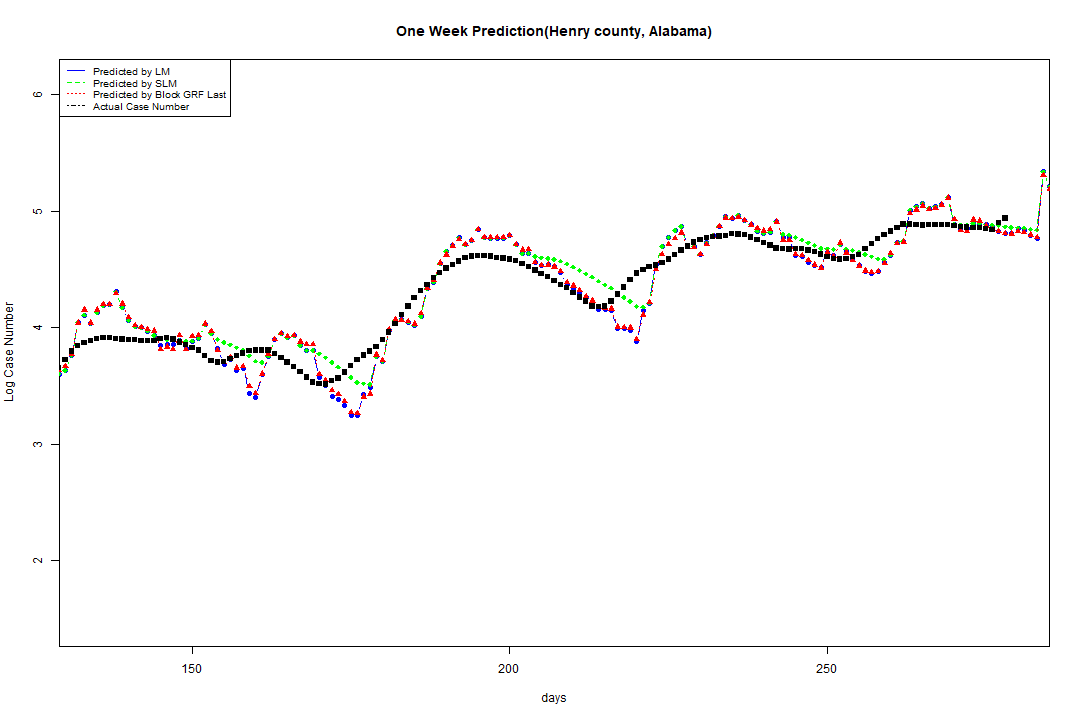 One Week Prediction(Henry county, Alabama)
Predicted by LM
Predicted by SLM
Predicted by Block GRF Last
Actual Case Number
6
5
4
3
2
Log Case Number
150
200
250
days